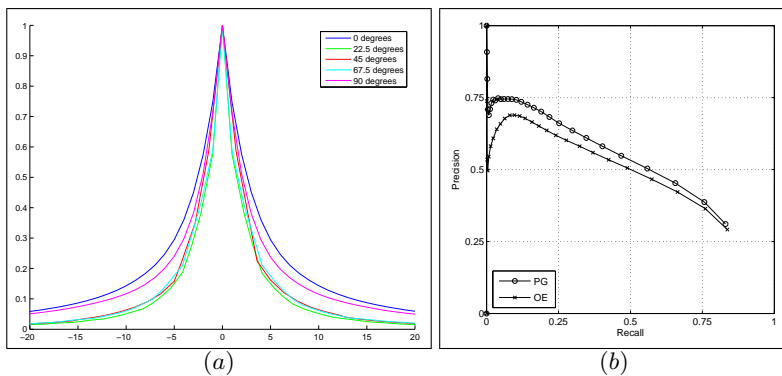 1
0.9
0.8
0.7
0.6
0.5
0.4
0.3
0.2
0.1
0
−20 −15 −10 −5 0 5 10 15 20
0 degrees
22.5 degrees
45 degrees
67.5 degrees
90 degrees
(a)
1
0.75
0.5
0.25
0
0 0.25 0.5 0.75 1
Precision
Recall
PG
OE
(b)